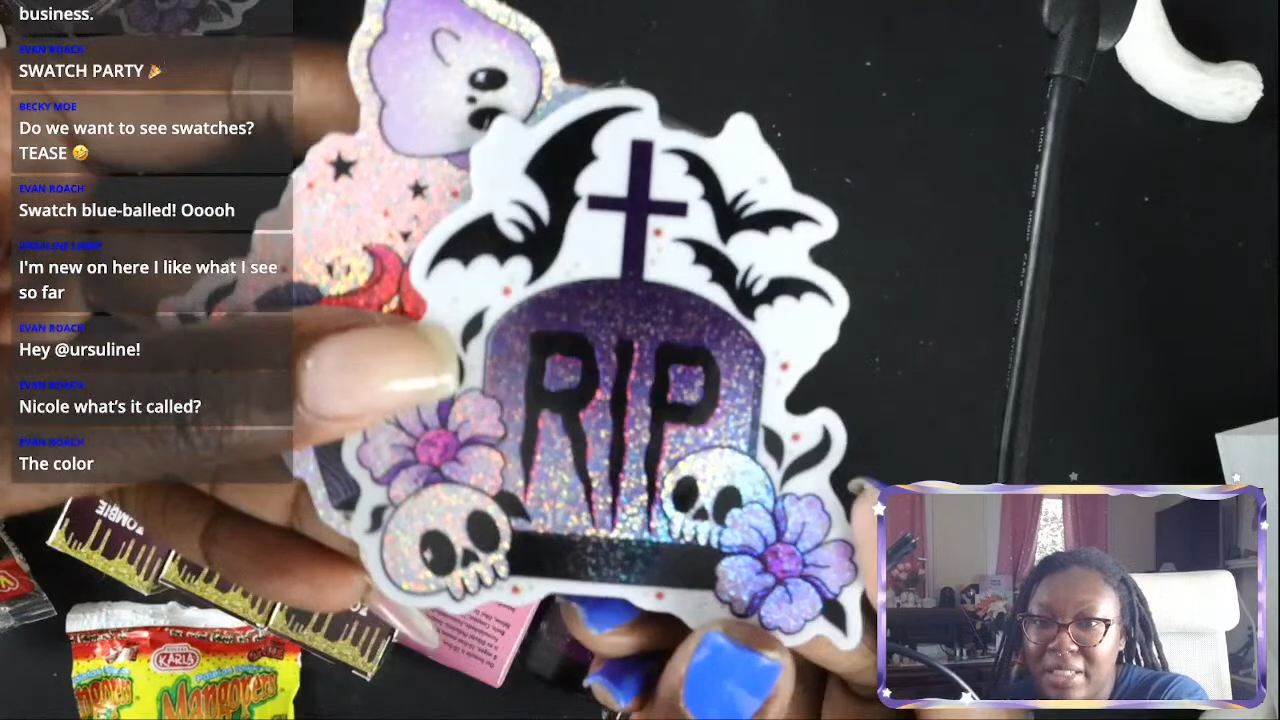 business.
EVAN ROACH
SWATCH PARTY 🎉
BECKY MOE
Do we want to see swatches?
TEASE 🤣
EVAN ROACH
Swatch blue-balled! Ooooh
I'm new on here I like what I see
so far
EVAN ROACH
Hey @ursuline!
EVAN ROACH
Nicole what's it called?
EVAN ROACH
The color
RIP
ZOMBIE
KARLA
Mangopers